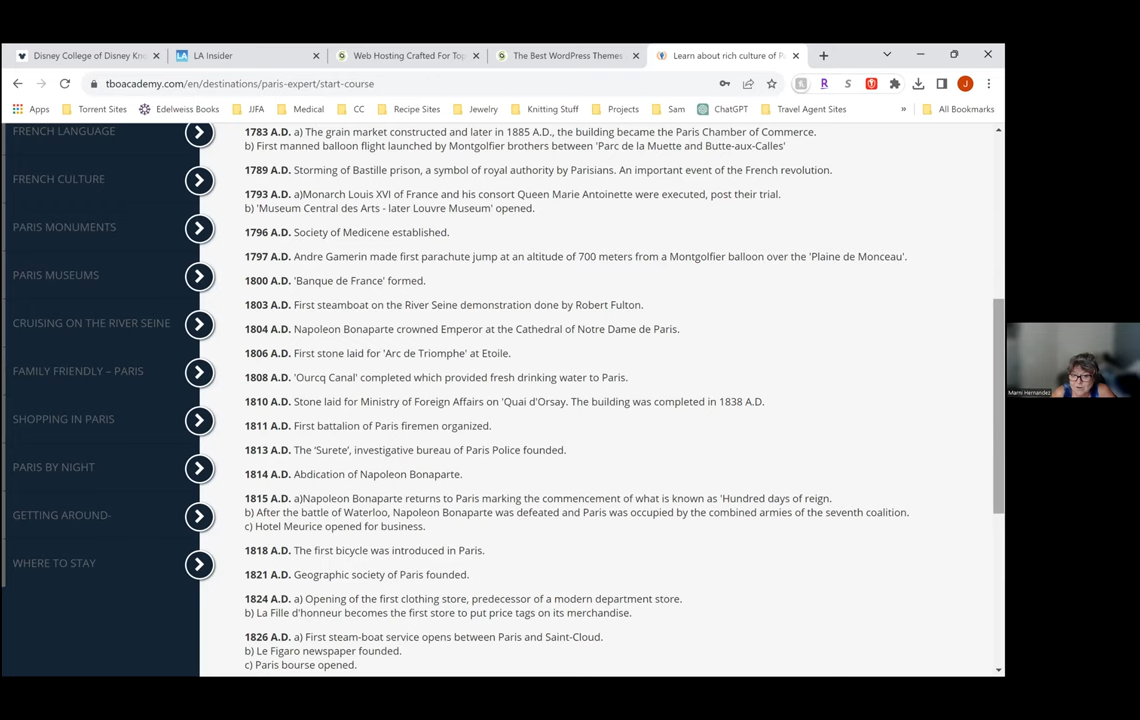 Disney College of Disney Kno
LA Insider
Web Hosting Crafted For Top
The Best WordPress Themes
Learn about rich culture of P
tboacademy.com/en/destinations/paris-expert/start-course
Apps
Torrent Sites
Edelweiss Books
JJFA
Medical
CC
Recipe Sites
Jewelry
Knitting Stuff
Projects
Sam
ChatGPT
Travel Agent Sites
»
All Bookmarks
FRENCH LANGUAGE
FRENCH CULTURE
PARIS MONUMENTS
PARIS MUSEUMS
CRUISING ON THE RIVER SEINE
FAMILY FRIENDLY – PARIS
SHOPPING IN PARIS
PARIS BY NIGHT
GETTING AROUND-
WHERE TO STAY
1783 A.D. a) The grain market constructed and later in 1885 A.D., the building became the Paris Chamber of Commerce.
b) First manned balloon flight launched by Montgolfier brothers between 'Parc de la Muette and Butte-aux-Calles'
1789 A.D. Storming of Bastille prison, a symbol of royal authority by Parisians. An important event of the French revolution.
1793 A.D. a)Monarch Louis XVI of France and his consort Queen Marie Antoinette were executed, post their trial.
b) 'Museum Central des Arts - later Louvre Museum' opened.
1796 A.D. Society of Medicene established.
1797 A.D. Andre Gamerin made first parachute jump at an altitude of 700 meters from a Montgolfier balloon over the 'Plaine de Monceau'.
1800 A.D. 'Banque de France' formed.
1803 A.D. First steamboat on the River Seine demonstration done by Robert Fulton.
1804 A.D. Napoleon Bonaparte crowned Emperor at the Cathedral of Notre Dame de Paris.
1806 A.D. First stone laid for 'Arc de Triomphe' at Etoile.
1808 A.D. 'Ourcq Canal' completed which provided fresh drinking water to Paris.
1810 A.D. Stone laid for Ministry of Foreign Affairs on 'Quai d'Orsay. The building was completed in 1838 A.D.
1811 A.D. First battalion of Paris firemen organized.
1813 A.D. The ‘Surete’, investigative bureau of Paris Police founded.
1814 A.D. Abdication of Napoleon Bonaparte.
1815 A.D. a)Napoleon Bonaparte returns to Paris marking the commencement of what is known as 'Hundred days of reign.
b) After the battle of Waterloo, Napoleon Bonaparte was defeated and Paris was occupied by the combined armies of the seventh coalition.
c) Hotel Meurice opened for business.
1818 A.D. The first bicycle was introduced in Paris.
1821 A.D. Geographic society of Paris founded.
1824 A.D. a) Opening of the first clothing store, predecessor of a modern department store.
b) La Fille d'honneur becomes the first store to put price tags on its merchandise.
1826 A.D. a) First steam-boat service opens between Paris and Saint-Cloud.
b) Le Figaro newspaper founded.
c) Paris bourse opened.
Marni Hernandez